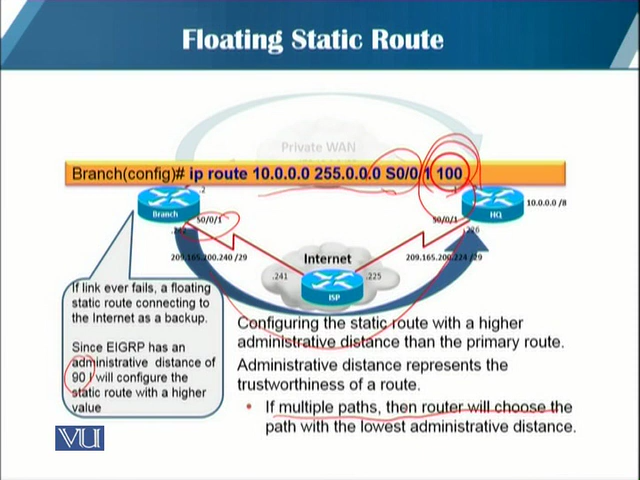 Floating Static Route
Private WAN
Branch(config)# ip route 10.0.0.0 255.0.0.0 S0/0/1 100
.2
.1
Branch
S0/0/1
S0/0/1
HQ
10.0.0.0 /8
.242
.226
209.165.200.240 /29
Internet
209.165.200.224 /29
.241
.225
ISP
If link ever fails, a floating
static route connecting to
the Internet as a backup.
Since EIGRP has an
administrative distance of
90 I will configure the
static route with a higher
value
Configuring the static route with a higher
administrative distance than the primary route.
Administrative distance represents the
trustworthiness of a route.
• If multiple paths, then router will choose the
path with the lowest administrative distance.
VU